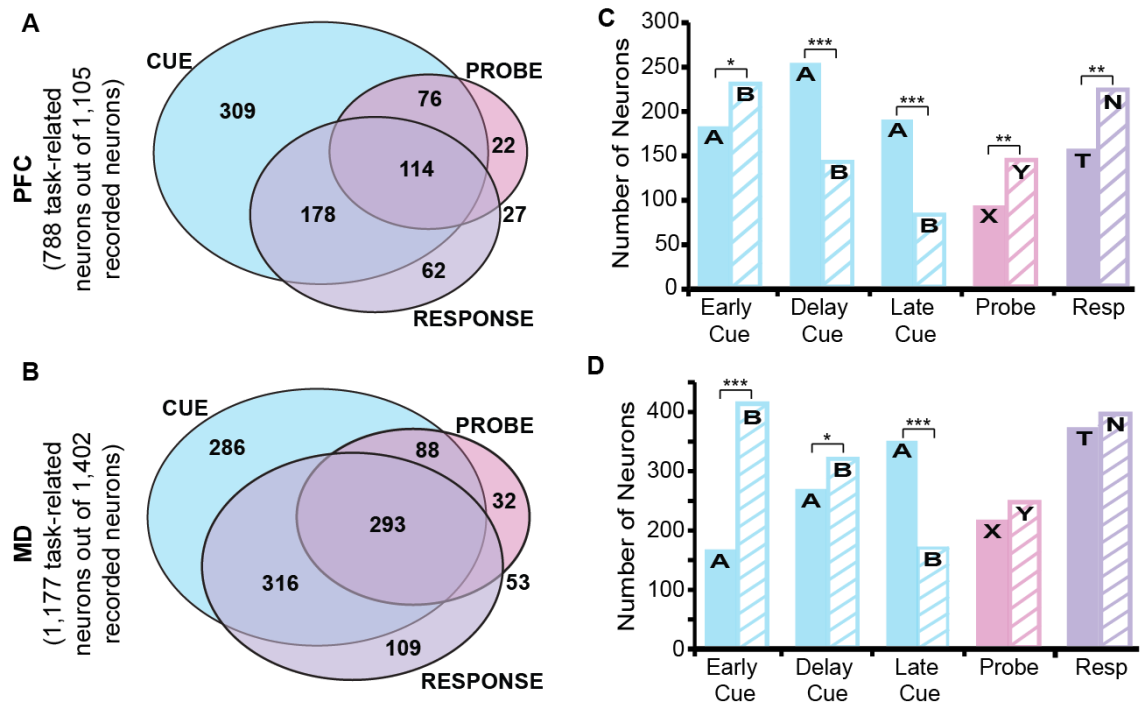 A
CUE
PROBE
309
76
22
114
178
27
62
RESPONSE
PFC
(788 task-related
neurons out of 1,105
recorded neurons)
B
CUE
PROBE
286
88
32
293
316
53
109
RESPONSE
MD
(1,177 task-related
neurons out of 1,402
recorded neurons)
C
Number of Neurons
300
250
200
150
100
50
0
* *** *** ** **
A B A B A B X Y T N
Early Delay Late Probe Resp
Cue Cue Cue
D
Number of Neurons
400
300
200
100
0
*** * ***
A B A B A B X Y T N
Early Delay Late Probe Resp
Cue Cue Cue